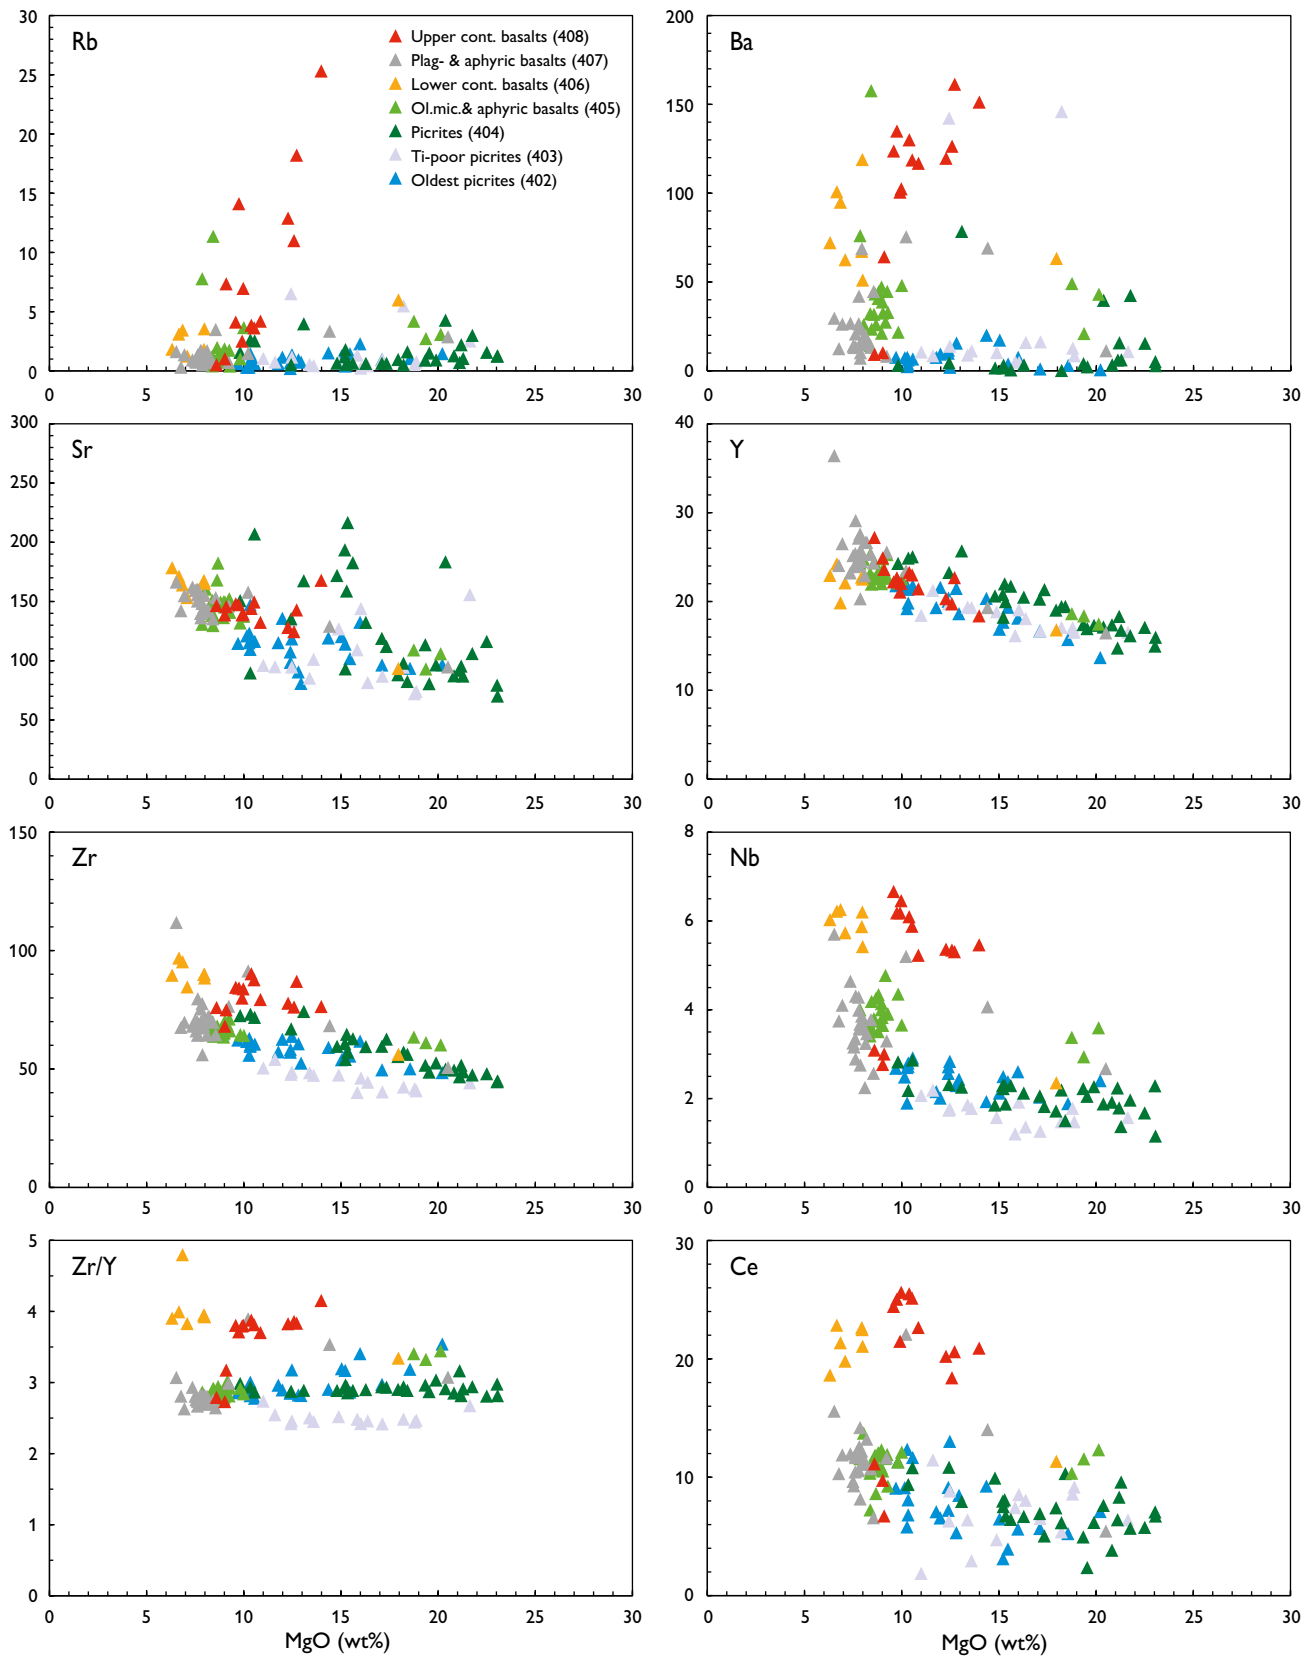 30
25
20
15
10
5
0
Rb
Upper cont. basalts (408)
Plag- & aphyric basalts (407)
Lower cont. basalts (406)
Ol.mic.& aphyric basalts (405)
Picrites (404)
Ti-poor picrites (403)
Oldest picrites (402)
0 5 10 15 20 25 30
200
150
100
50
0
Ba
0 5 10 15 20 25 30
300
250
200
150
100
50
0
Sr
0 5 10 15 20 25 30
40
30
20
10
0
Y
0 5 10 15 20 25 30
150
100
50
0
Zr
0 5 10 15 20 25 30
8
6
4
2
0
Nb
0 5 10 15 20 25 30
5
4
3
2
1
0
Zr/Y
0 5 10 15 20 25 30
MgO (wt%)
30
20
10
0
Ce
0 5 10 15 20 25 30
MgO (wt%)